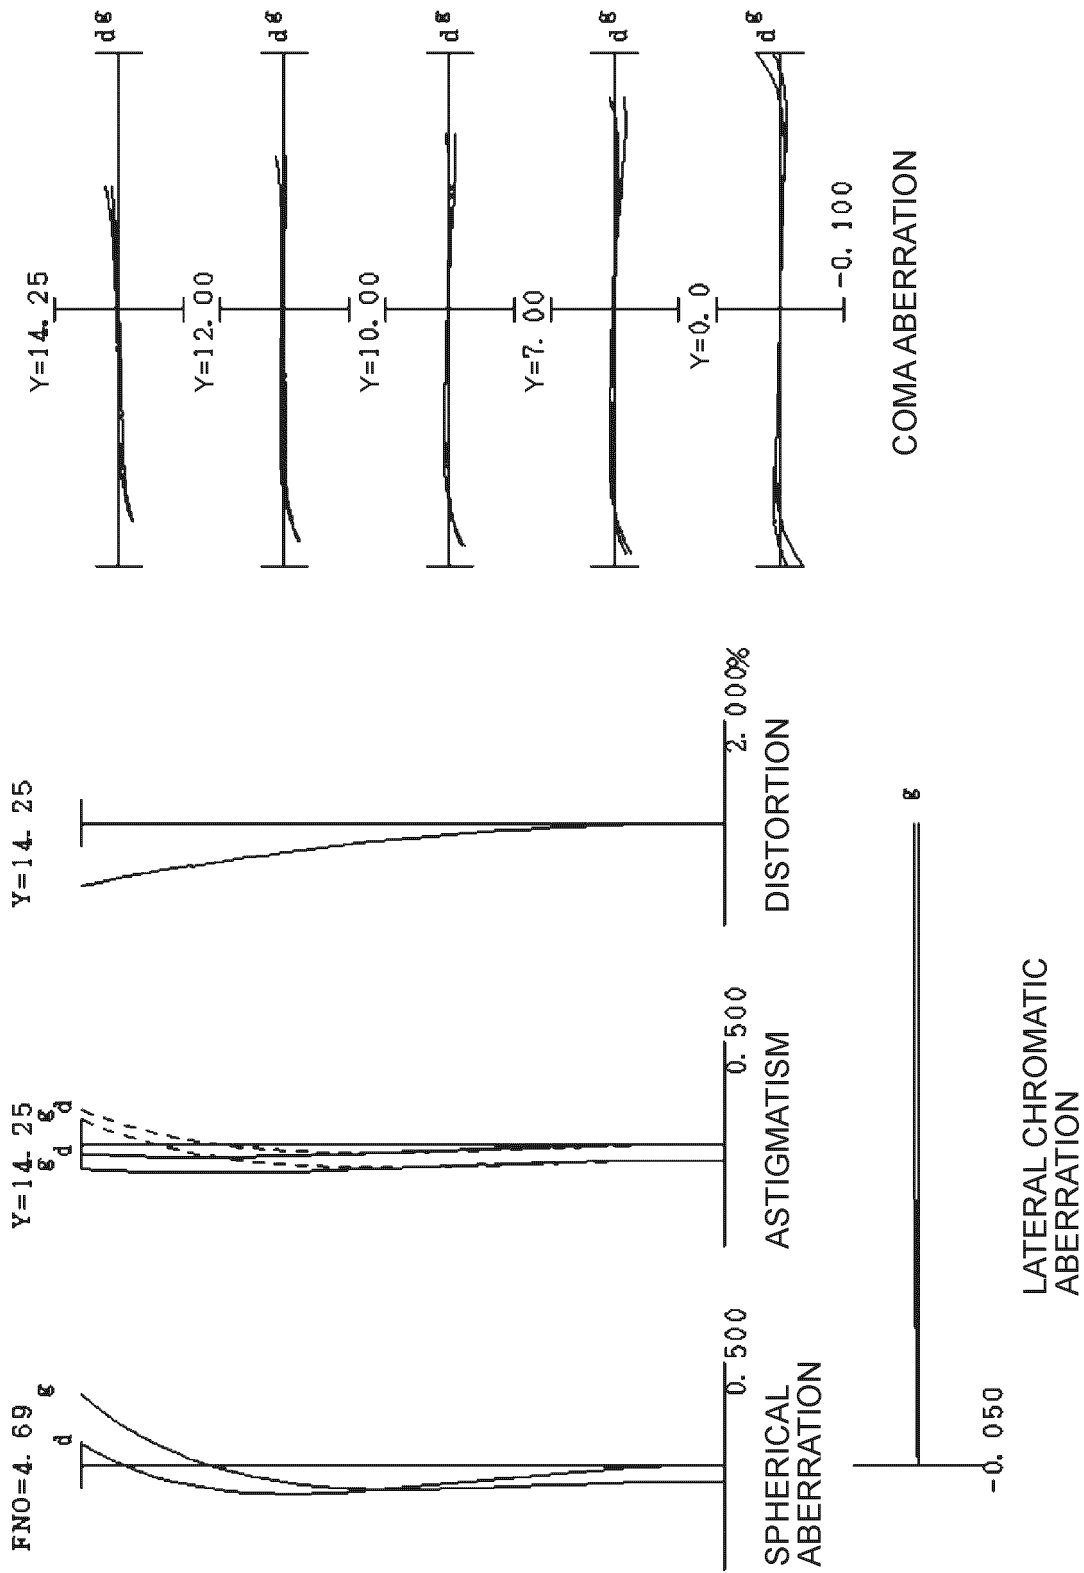 FNO=4.69
d
g
0.500
SPHERICAL
ABERRATION
Y=14.25
g
d
g
d
0.500
ASTIGMATISM
Y=14.25
2.000%
DISTORTION
Y=14.25
d
g
Y=12.00
d
g
Y=10.00
d
g
Y=7.00
d
g
Y=0.0
d
g
-0.100
COMA ABERRATION
g
-0.050
LATERAL CHROMATIC
ABERRATION